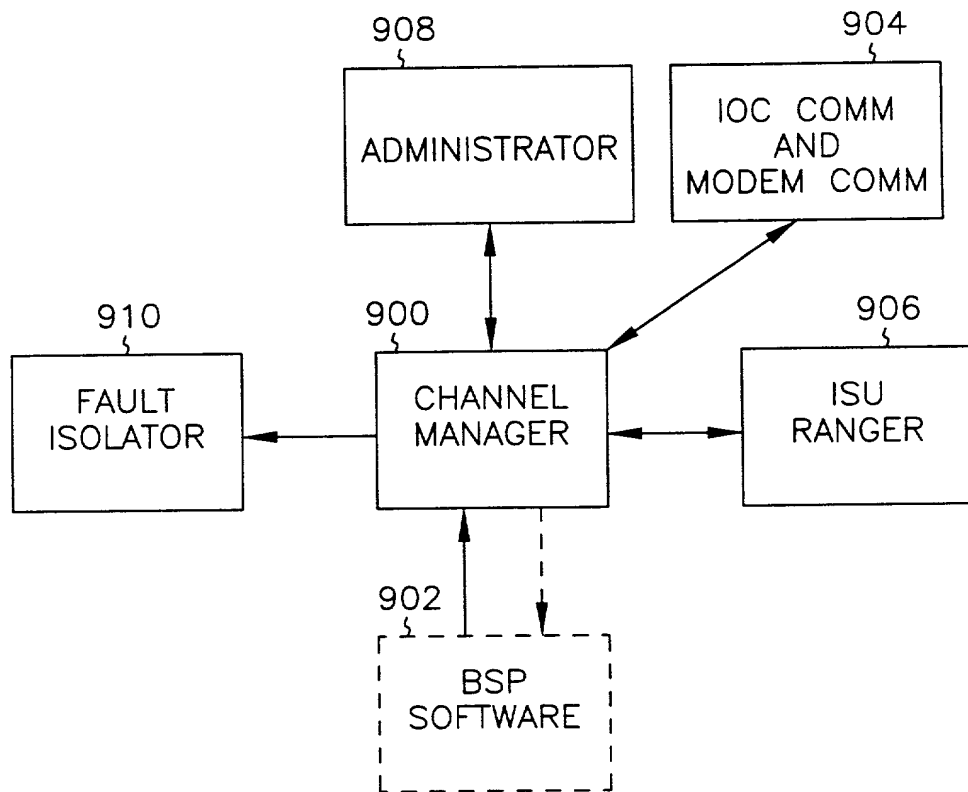 908
ADMINISTRATOR
904
IOC COMM
AND
MODEM COMM
910
FAULT
ISOLATOR
900
CHANNEL
MANAGER
906
ISU
RANGER
902
BSP
SOFTWARE